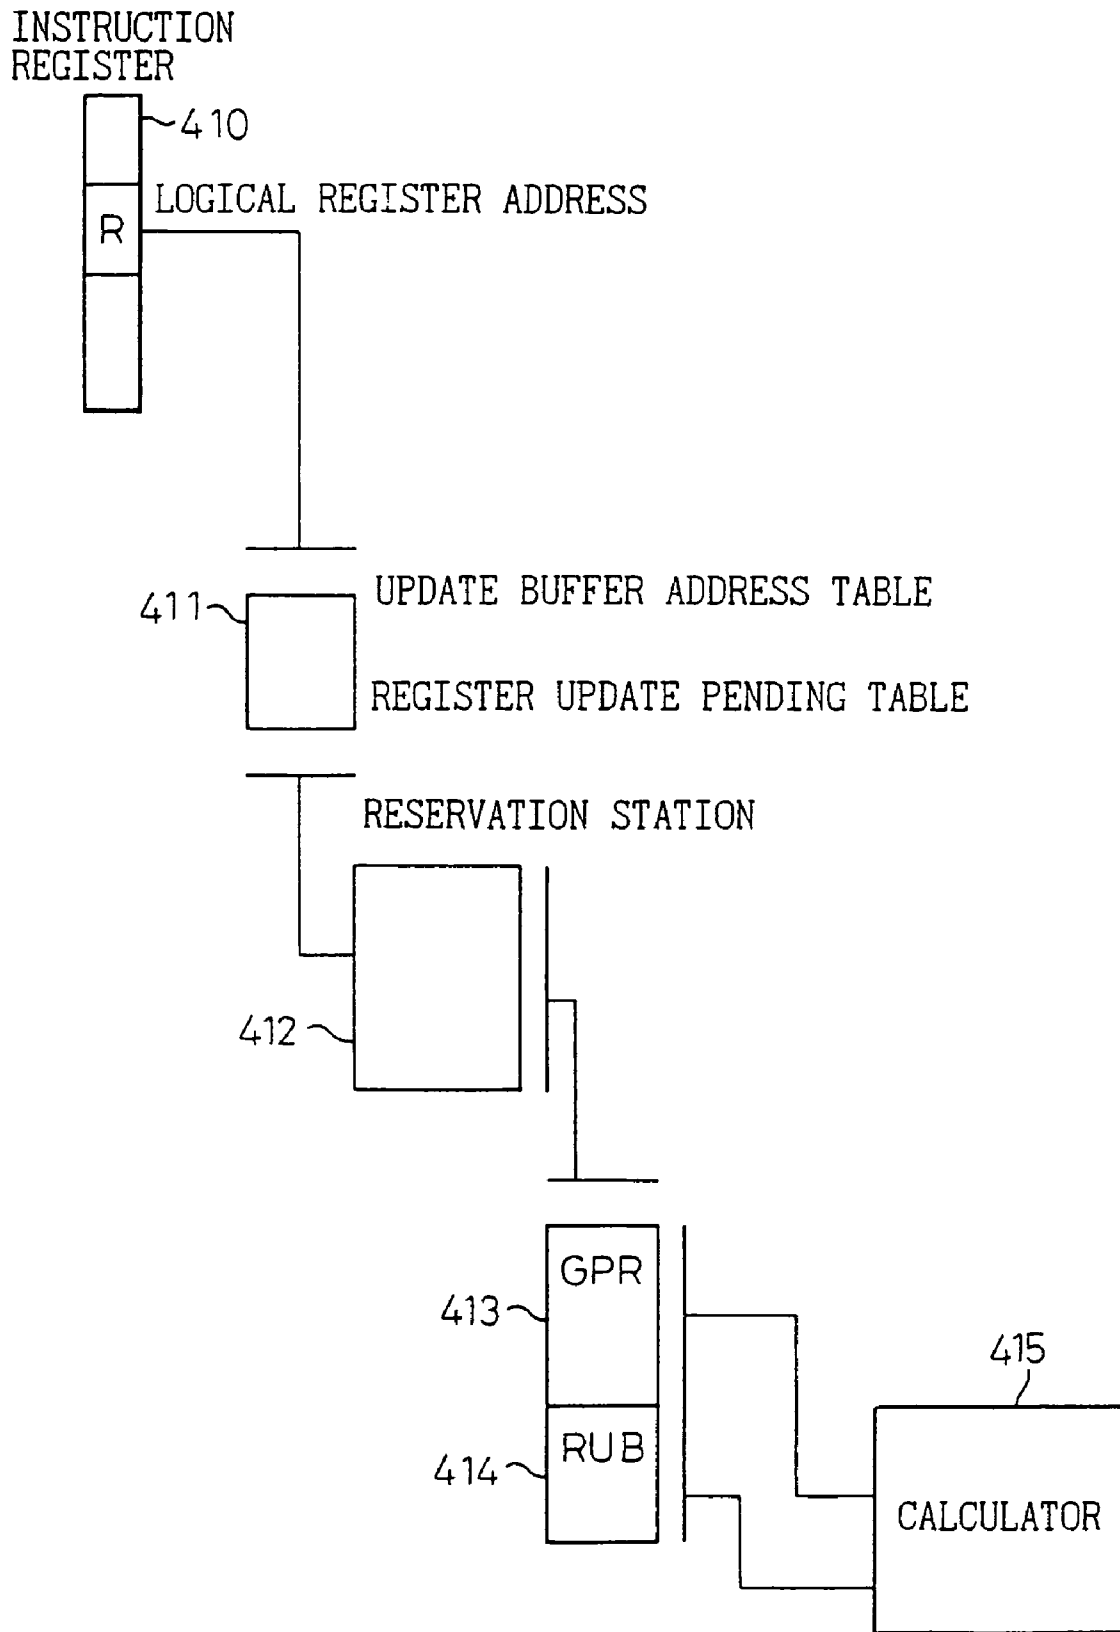 INSTRUCTION
REGISTER
410
LOGICAL REGISTER ADDRESS
R
UPDATE BUFFER ADDRESS TABLE
411
REGISTER UPDATE PENDING TABLE
RESERVATION STATION
412
GPR
413
415
RUB
414
CALCULATOR